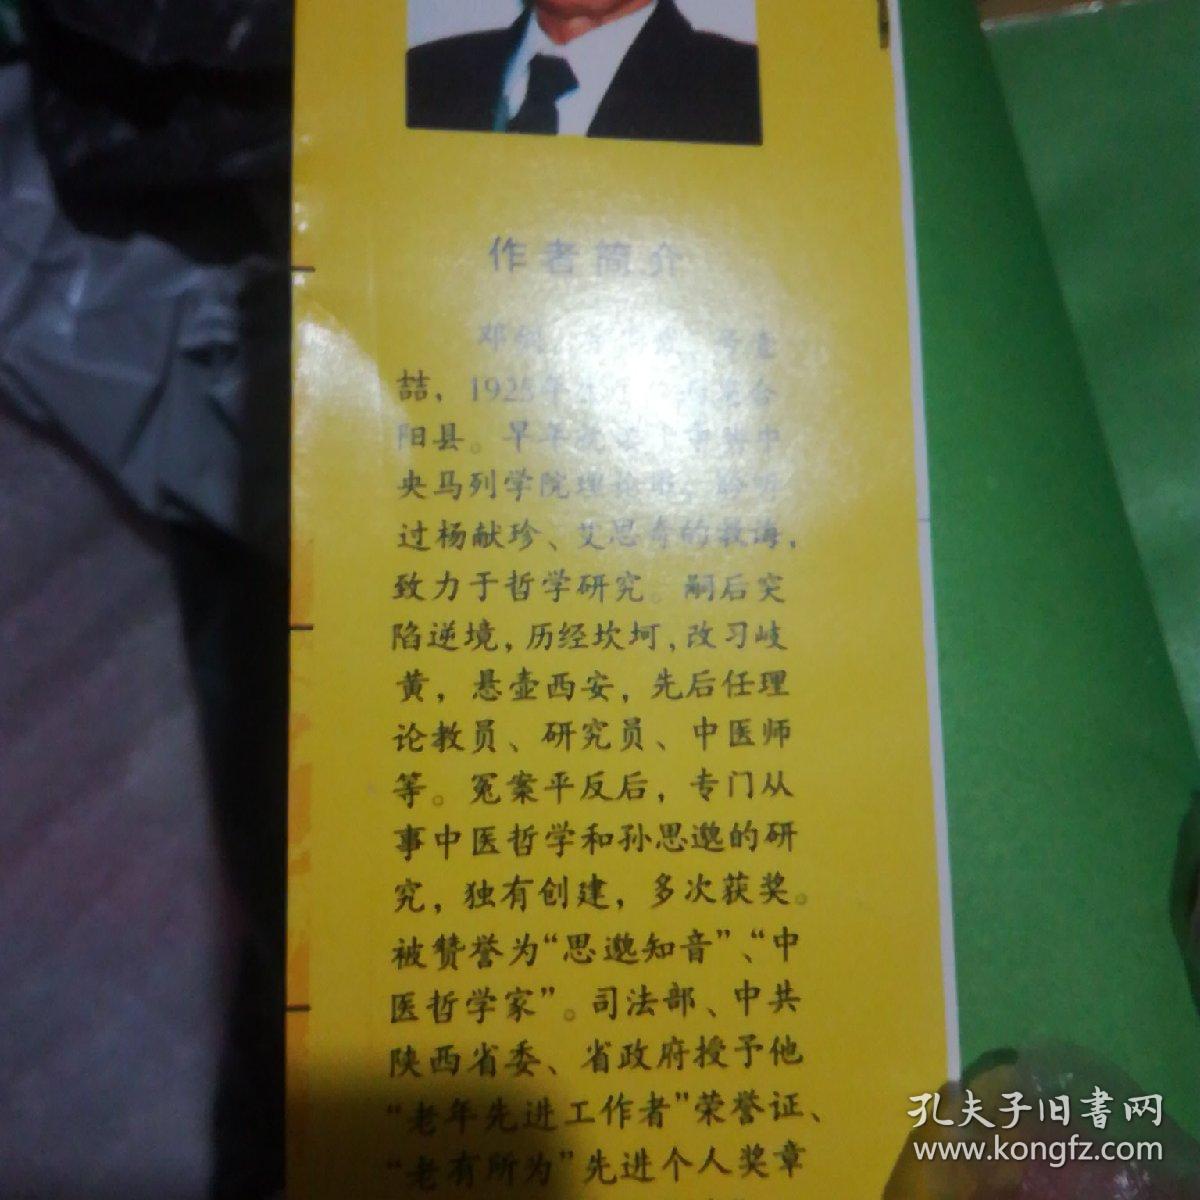 作者简介
邓
喆，1925年 合
阳县。早年 中
央马列学院理论班，聆听
过杨献珍、艾思奇的教诲，
致力于哲学研究。嗣后突
陷逆境，历经坎坷，改习岐
黄，悬壶西安，先后任理
论教员、研究员、中医师
等。冤案平反后，专门从
事中医哲学和孙思邈的研
究，独有创建，多次获奖。
被赞誉为“思邈知音”、“中
医哲学家”。司法部、中共
陕西省委、省政府授予他
“老年先进工作者”荣誉证、
“老有所为”先进个人奖章
孔夫子旧书网
www.kongfz.com